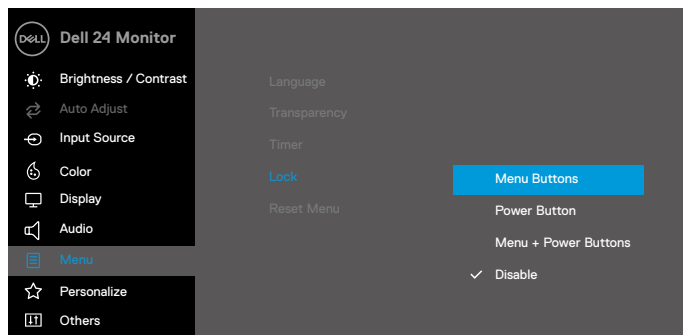 DELL Dell 24 Monitor
Brightness / Contrast
Auto Adjust
Input Source
Color
Display
Audio
Menu
Personalize
Others
Language
Transparency
Timer
Lock
Reset Menu
Menu Buttons
Power Button
Menu + Power Buttons
Disable